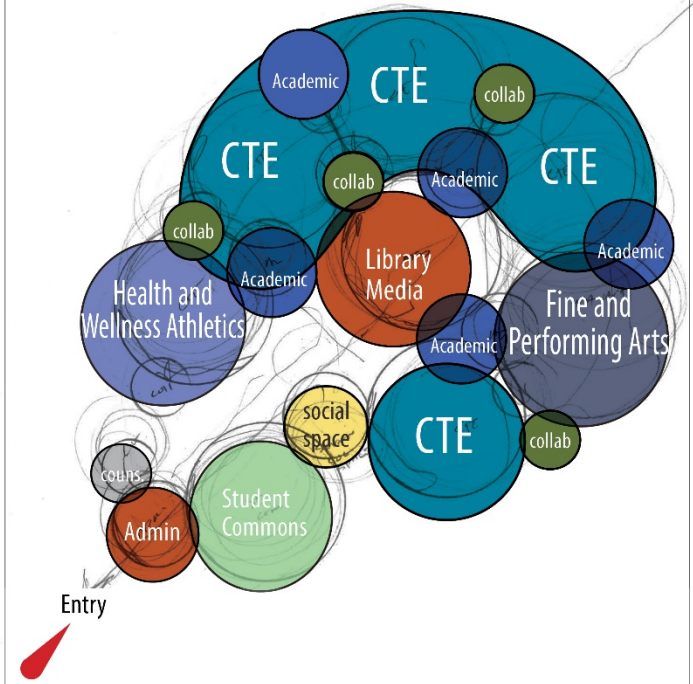 CTE
Academic
collab
CTE
CTE
Academic
collab
collab
Academic
Academic
Library
Media
Health and
Wellness Athletics
Fine and
Performing Arts
Academic
social
space
CTE
collab
couns.
Student
Commons
Admin
Entry